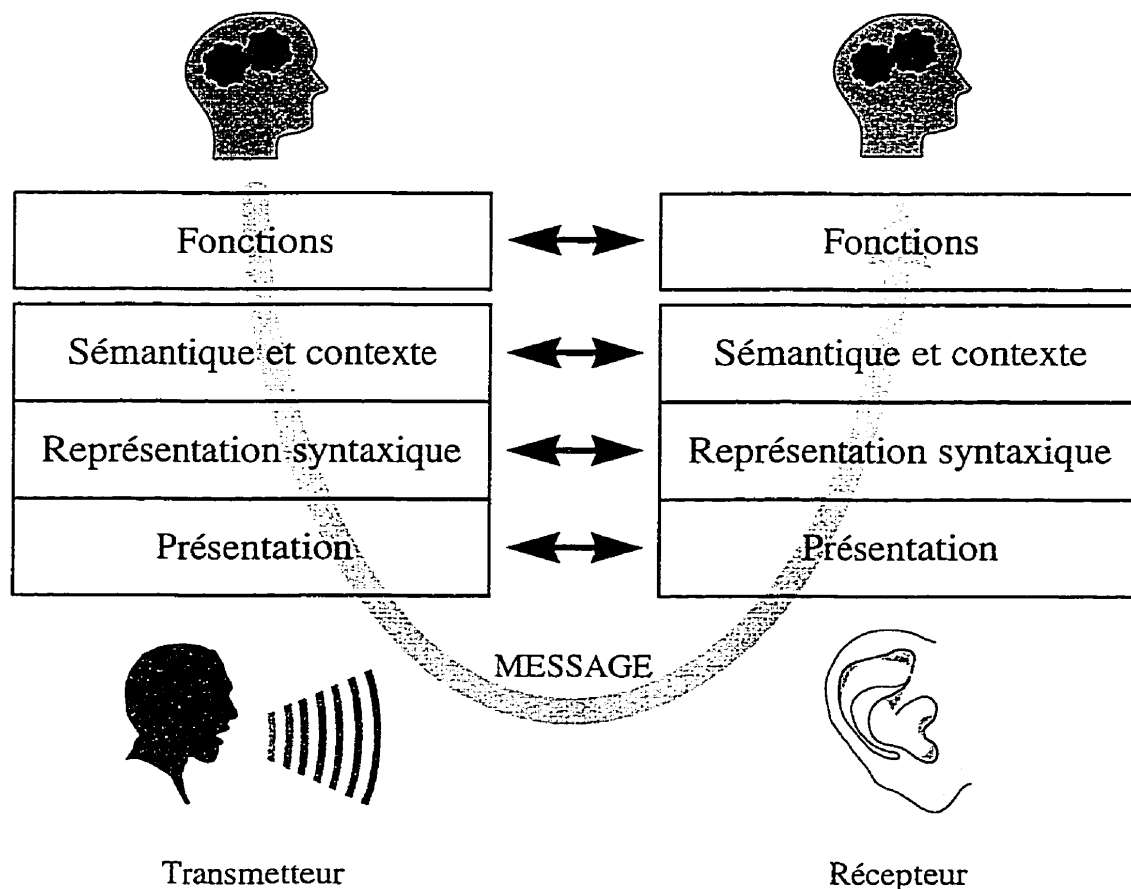 Fonctions
Fonctions
Sémantique et contexte
Sémantique et contexte
Représentation syntaxique
Représentation syntaxique
Présentation
Présentation
MESSAGE
Transmetteur
Récepteur